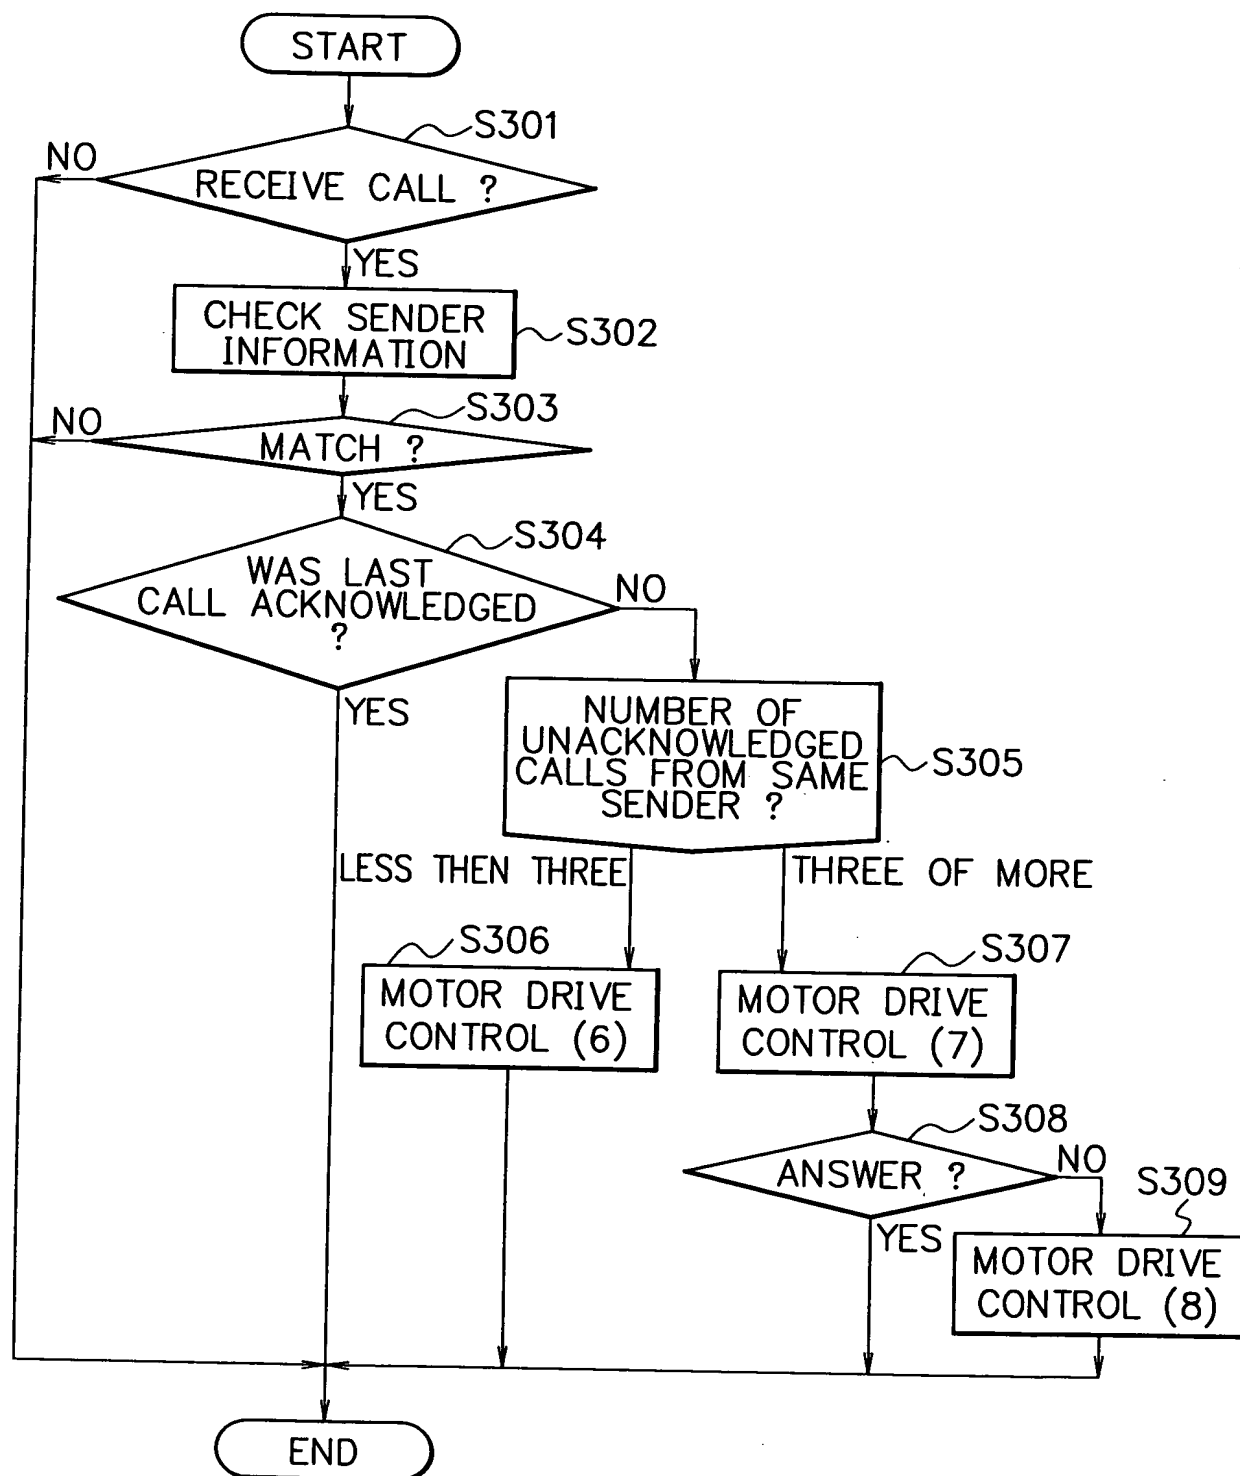 START
S301
NO
RECEIVE CALL ?
YES
CHECK SENDER
INFORMATION
S302
S303
NO
MATCH ?
YES
S304
WAS LAST
CALL ACKNOWLEDGED
?
NO
YES
NUMBER OF
UNACKNOWLEDGED
CALLS FROM SAME
SENDER ?
S305
LESS THEN THREE
THREE OF MORE
S306
MOTOR DRIVE
CONTROL (6)
S307
MOTOR DRIVE
CONTROL (7)
S308
ANSWER ?
NO
YES
S309
MOTOR DRIVE
CONTROL (8)
END